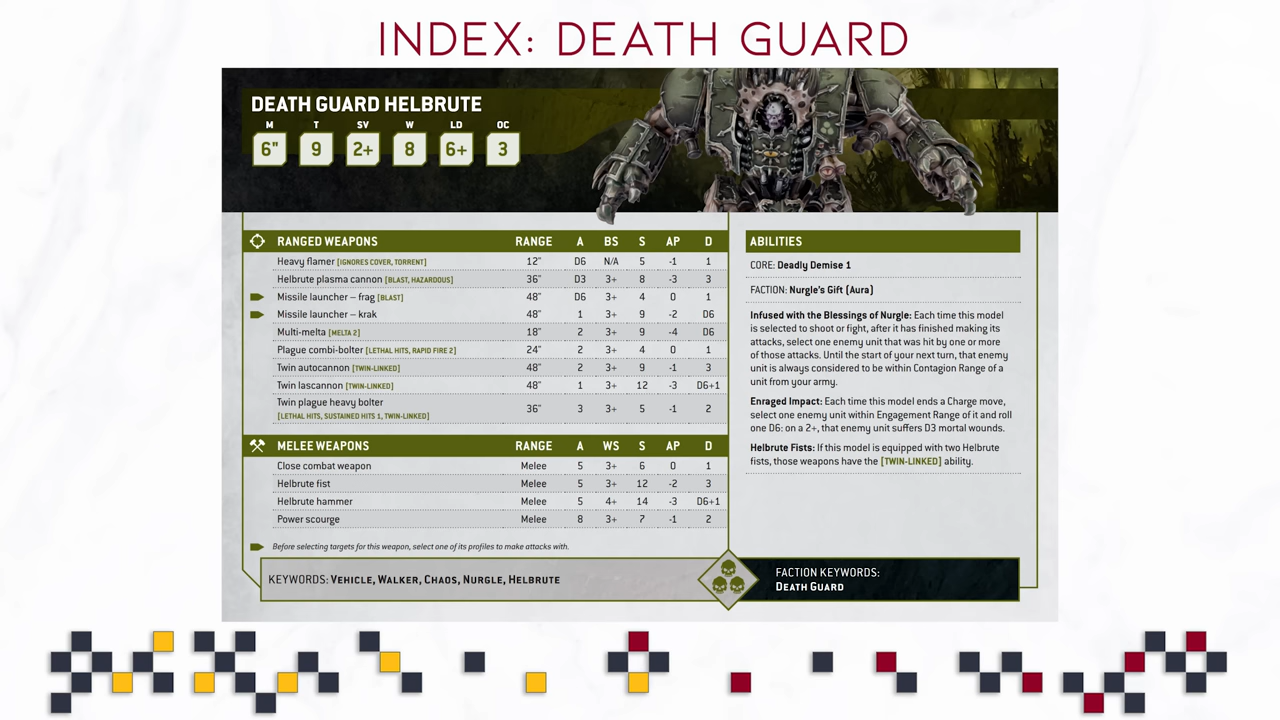 INDEX: DEATH GUARD
DEATH GUARD HELBRUTE
M T SV W LD OC
6" 9 2+ 8 6+ 3
RANGED WEAPONS RANGE A BS S AP D
Heavy flamer [IGNORES COVER, TORRENT] 12" D6 N/A 5 -1 1
Helbrute plasma cannon [BLAST, HAZARDOUS] 36" D3 3+ 8 -3 3
Missile launcher – frag [BLAST] 48" D6 3+ 4 0 1
Missile launcher – krak 48" 1 3+ 9 -2 D6
Multi-melta [MELTA 2] 18" 2 3+ 9 -4 D6
Plague combi-bolter [LETHAL HITS, RAPID FIRE 2] 24" 2 3+ 4 0 1
Twin autocannon [TWIN-LINKED] 48" 2 3+ 9 -1 3
Twin lascannon [TWIN-LINKED] 48" 1 3+ 12 -3 D6+1
Twin plague heavy bolter
[LETHAL HITS, SUSTAINED HITS 1, TWIN-LINKED] 36" 3 3+ 5 -1 2
MELEE WEAPONS RANGE A WS S AP D
Close combat weapon Melee 5 3+ 6 0 1
Helbrute fist Melee 5 3+ 12 -2 3
Helbrute hammer Melee 5 4+ 14 -3 D6+1
Power scourge Melee 8 3+ 7 -1 2
Before selecting targets for this weapon, select one of its profiles to make attacks with.
ABILITIES
CORE: Deadly Demise 1
FACTION: Nurgle's Gift (Aura)
Infused with the Blessings of Nurgle: Each time this model
is selected to shoot or fight, after it has finished making its
attacks, select one enemy unit that was hit by one or more
of those attacks. Until the start of your next turn, that enemy
unit is always considered to be within Contagion Range of a
unit from your army.
Enraged Impact: Each time this model ends a Charge move,
select one enemy unit within Engagement Range of it and roll
one D6: on a 2+, that enemy unit suffers D3 mortal wounds.
Helbrute Fists: If this model is equipped with two Helbrute
fists, those weapons have the [TWIN-LINKED] ability.
KEYWORDS: VEHICLE, WALKER, CHAOS, NURGLE, HELBRUTE
FACTION KEYWORDS:
DEATH GUARD